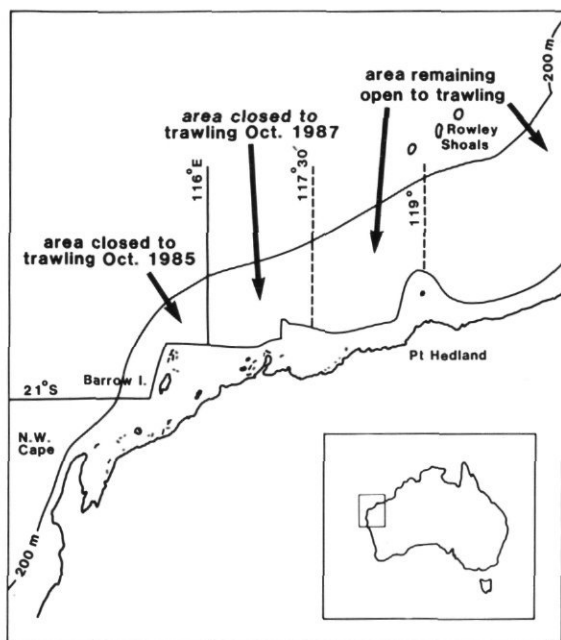 200 m
area remaining
open to trawling
area closed to
trawling Oct. 1987
Rowley
Shoals
116°E
117°30'
119°
area closed to
trawling Oct. 1985
Pt Hedland
Barrow I.
21°S
N.W.
Cape
200 m